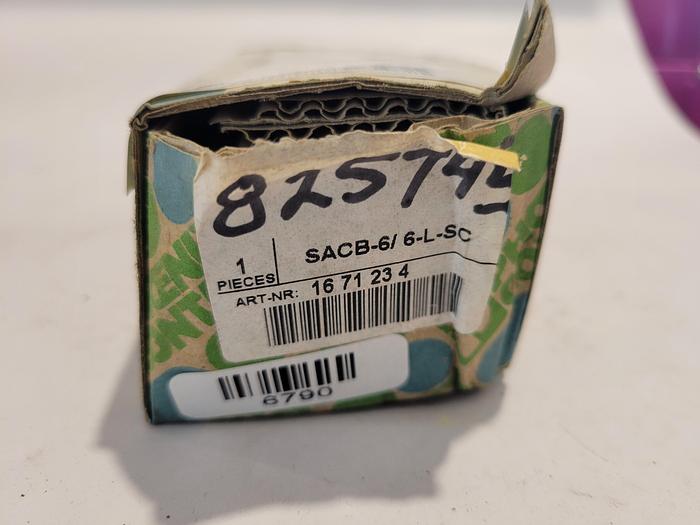 825745
1
PIECES
SACB-6/ 6-L-SC
ART-NR: 16 71 23 4
6790